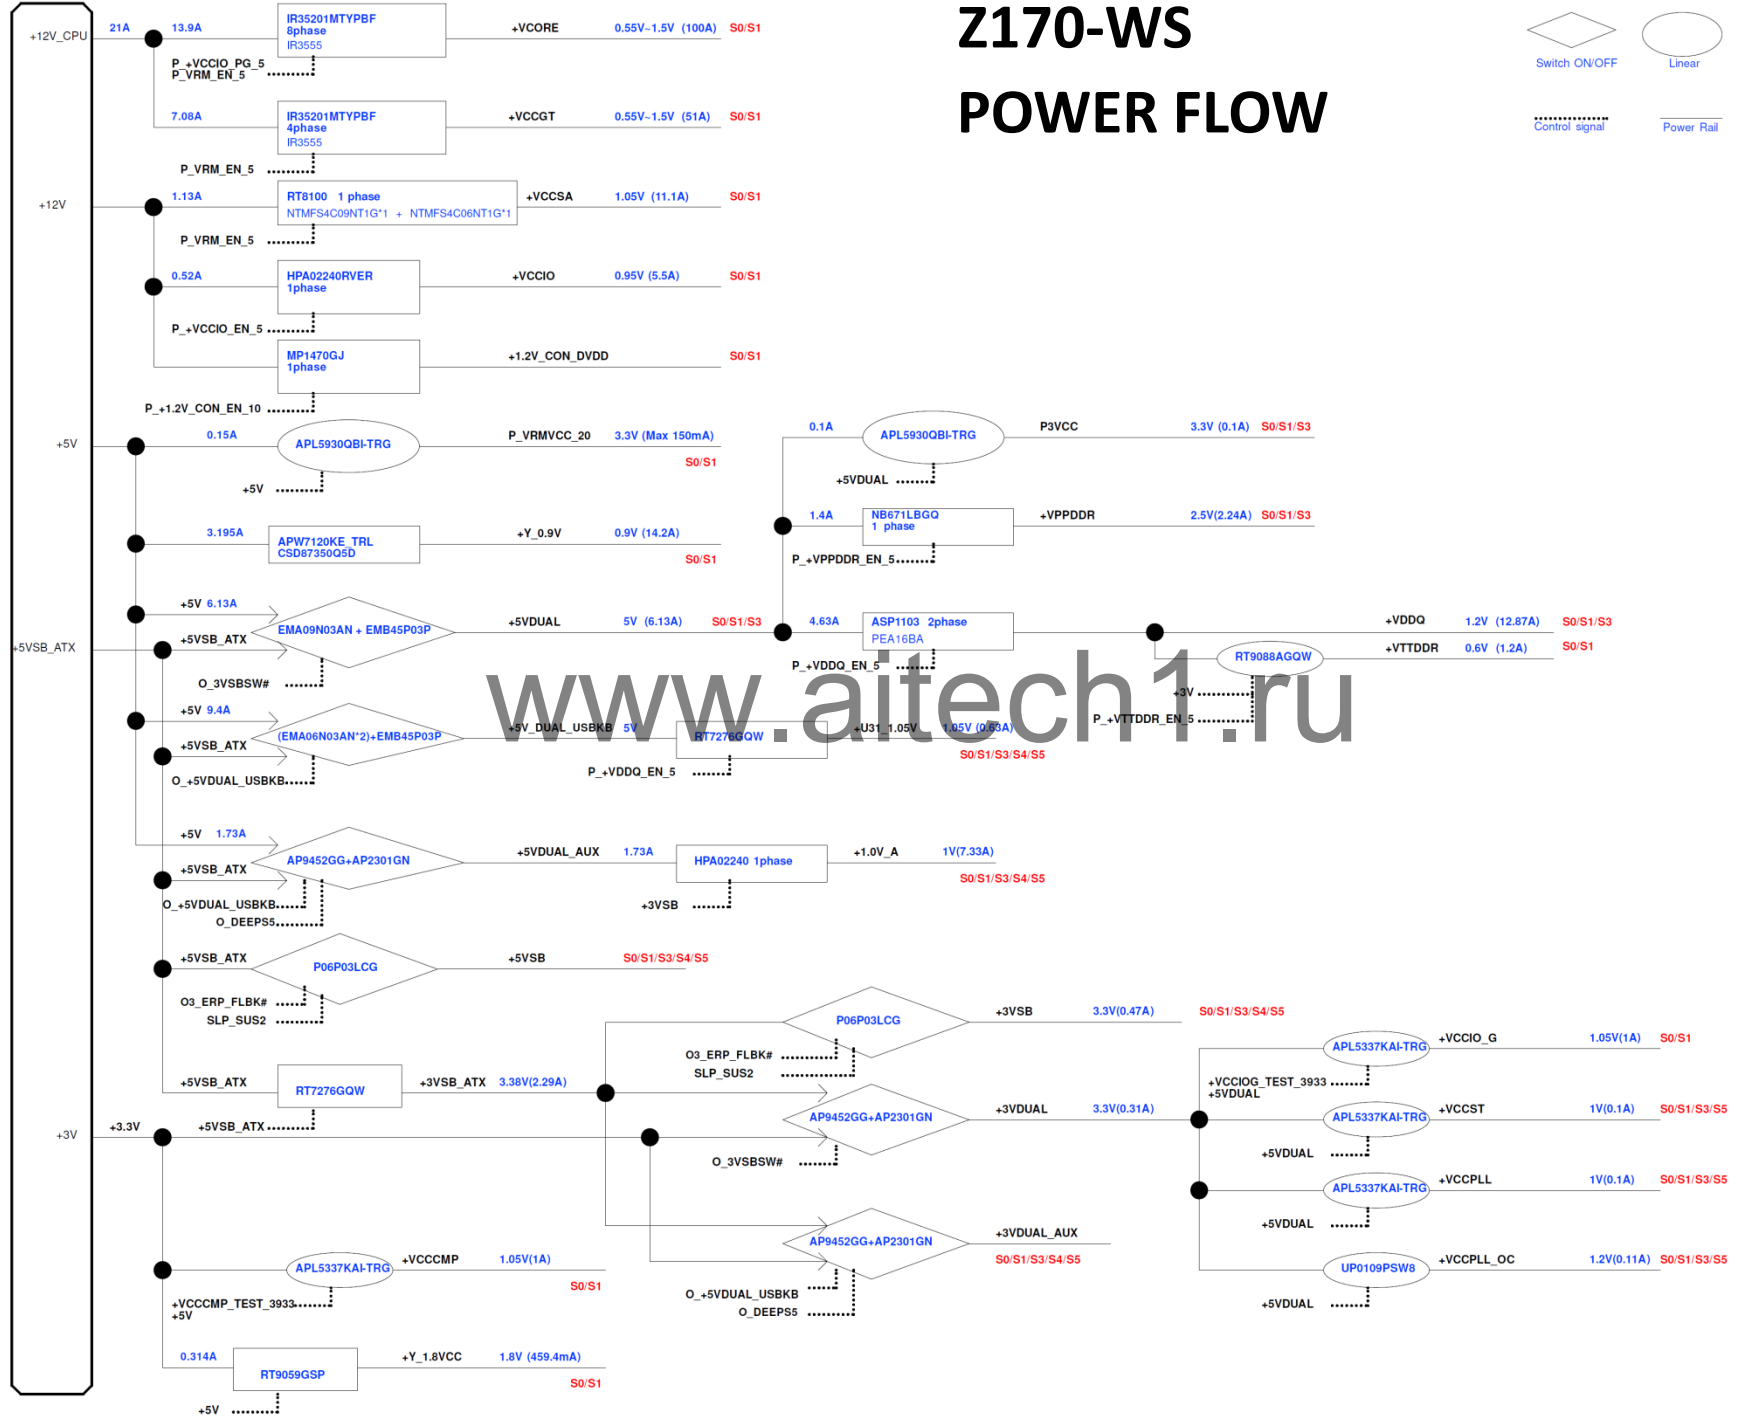 Z170-WS
POWER FLOW
Switch ON/OFF
Linear
Control signal
Power Rail
+12V_CPU
21A
13.9A
IR35201MTYPBF
8phase
IR3555
+VCORE
0.55V~1.5V (100A)
S0/S1
P_+VCCIO_PG_5
P_VRM_EN_5
7.08A
IR35201MTYPBF
4phase
IR3555
+VCCGT
0.55V~1.5V (51A)
S0/S1
P_VRM_EN_5
+12V
1.13A
RT8100 1 phase
NTMFS4C09NT1G*1 + NTMFS4C06NT1G*1
+VCCSA
1.05V (11.1A)
S0/S1
P_VRM_EN_5
0.52A
HPA02240RVER
1phase
+VCCIO
0.95V (5.5A)
S0/S1
P_+VCCIO_EN_5
MP1470GJ
1phase
+1.2V_CON_DVDD
S0/S1
P_+1.2V_CON_EN_10
+5V
0.15A
APL5930QBI-TRG
P_VRMVCC_20
3.3V (Max 150mA)
S0/S1
+5V
0.1A
APL5930QBI-TRG
P3VCC
3.3V (0.1A)
S0/S1/S3
+5VDUAL
3.195A
APW7120KE_TRL
CSD87350Q5D
+Y_0.9V
0.9V (14.2A)
S0/S1
1.4A
NB671LBGQ
1 phase
+VPPDDR
2.5V(2.24A)
S0/S1/S3
P_+VPPDDR_EN_5
+5V 6.13A
+5VSB_ATX
+5VSB_ATX
EMA09N03AN + EMB45P03P
+5VDUAL
5V (6.13A)
S0/S1/S3
O_3VSBSW#
4.63A
ASP1103 2phase
PEA16BA
P_+VDDQ_EN_5
+VDDQ
1.2V (12.87A)
S0/S1/S3
RT9088AGQW
+VTTDDR
0.6V (1.2A)
S0/S1
+3V
P_+VTTDDR_EN_5
www.aitech1.ru
+5V 9.4A
+5VSB_ATX
(EMA06N03AN*2)+EMB45P03P
+5V_DUAL_USBKB
5V
RT7276GQW
+U31_1.05V
1.05V (0.63A)
S0/S1/S3/S4/S5
O_+5VDUAL_USBKB
P_+VDDQ_EN_5
+5V 1.73A
+5VSB_ATX
AP9452GG+AP2301GN
+5VDUAL_AUX
1.73A
HPA02240 1phase
+1.0V_A
1V(7.33A)
S0/S1/S3/S4/S5
O_+5VDUAL_USBKB
O_DEEPS5
+3VSB
+5VSB_ATX
P06P03LCG
+5VSB
S0/S1/S3/S4/S5
O3_ERP_FLBK#
SLP_SUS2
P06P03LCG
+3VSB
3.3V(0.47A)
S0/S1/S3/S4/S5
O3_ERP_FLBK#
SLP_SUS2
+5VSB_ATX
RT7276GQW
+3VSB_ATX
3.38V(2.29A)
+5VSB_ATX
AP9452GG+AP2301GN
+3VDUAL
3.3V(0.31A)
O_3VSBSW#
APL5337KAI-TRG
+VCCIO_G
1.05V(1A)
S0/S1
+VCCIOG_TEST_3933
+5VDUAL
APL5337KAI-TRG
+VCCST
1V(0.1A)
S0/S1/S3/S5
+5VDUAL
APL5337KAI-TRG
+VCCPLL
1V(0.1A)
S0/S1/S3/S5
+5VDUAL
UP0109PSW8
+VCCPLL_OC
1.2V(0.11A)
S0/S1/S3/S5
+5VDUAL
+3V
+3.3V
AP9452GG+AP2301GN
+3VDUAL_AUX
S0/S1/S3/S4/S5
O_+5VDUAL_USBKB
O_DEEPS5
APL5337KAI-TRG
+VCCCMP
1.05V(1A)
S0/S1
+VCCCMP_TEST_3933
+5V
0.314A
RT9059GSP
+Y_1.8VCC
1.8V (459.4mA)
S0/S1
+5V